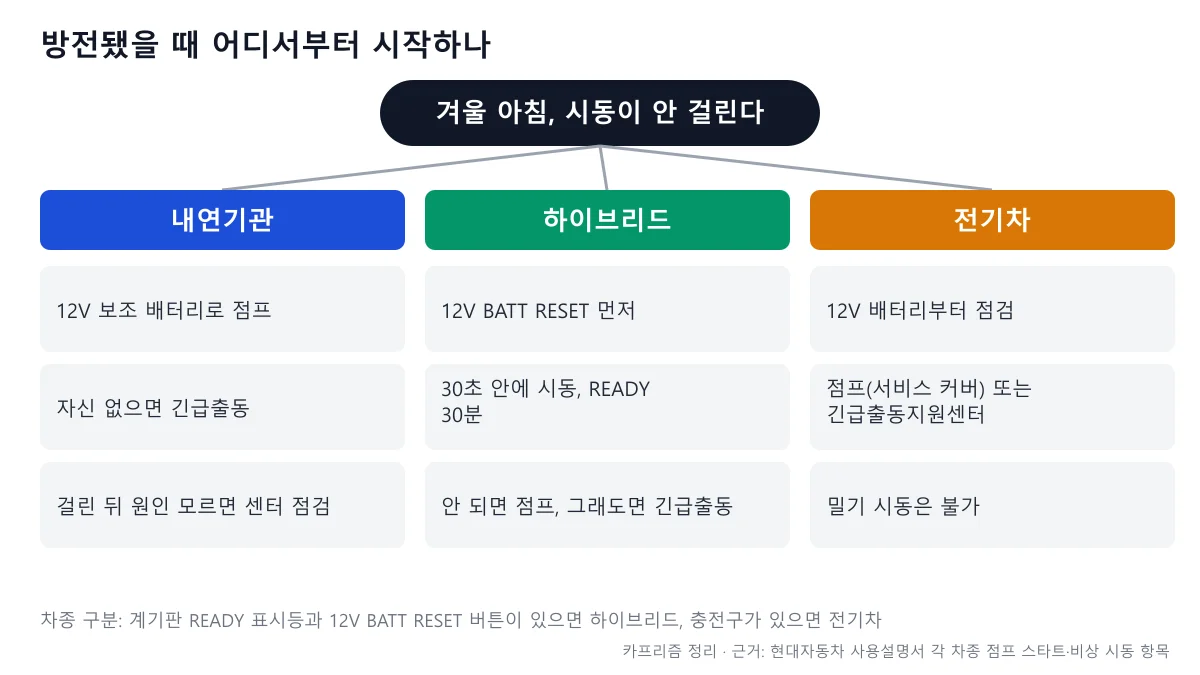 방전됐을 때 어디서부터 시작하나
겨울 아침, 시동이 안 걸린다
내연기관
하이브리드
전기차
12V 보조 배터리로 점프
12V BATT RESET 먼저
12V 배터리부터 점검
자신 없으면 긴급출동
30초 안에 시동, READY
30분
점프(서비스 커버) 또는
긴급출동지원센터
걸린 뒤 원인 모르면 센터 점검
안 되면 점프, 그래도면 긴급출동
밀기 시동은 불가
차종 구분: 계기판 READY 표시등과 12V BATT RESET 버튼이 있으면 하이브리드, 충전구가 있으면 전기차
카프리즘 정리 · 근거: 현대자동차 사용설명서 각 차종 점프 스타트·비상 시동 항목